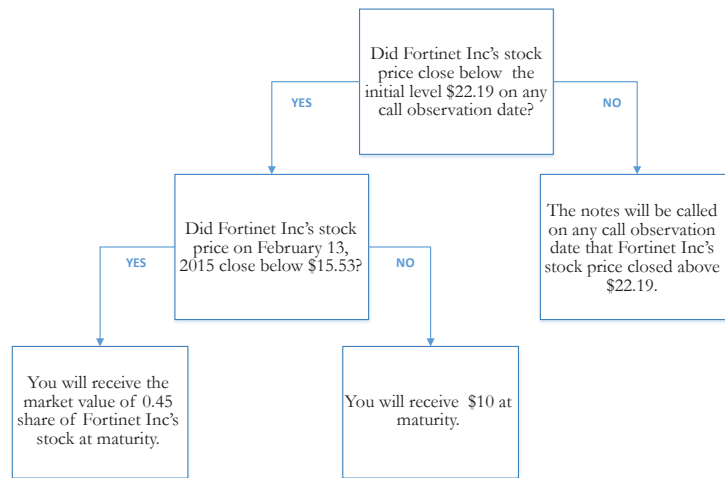 Did Fortinet Inc's stock
price close below the
initial level $22.19 on any
call observation date?
YES
NO
Did Fortinet Inc's stock
price on February 13,
2015 close below $15.53?
The notes will be called
on any call observation
date that Fortinet Inc's
stock price closed above
$22.19.
YES
NO
You will receive the
market value of 0.45
share of Fortinet Inc's
stock at maturity.
You will receive $10 at
maturity.